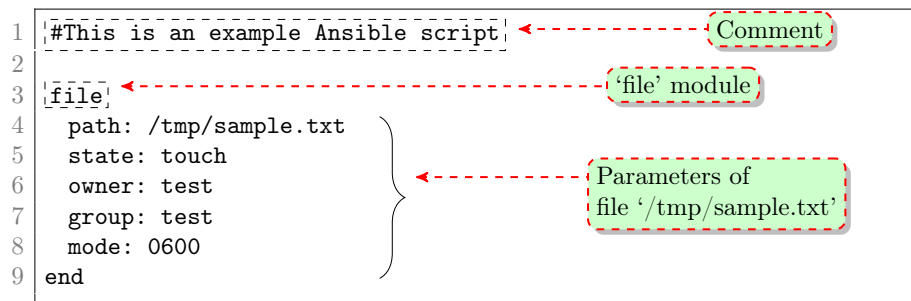 1 #This is an example Ansible script
Comment
2
3 file
‘file’ module
4 path: /tmp/sample.txt
5 state: touch
6 owner: test
Parameters of
7 group: test
file ‘/tmp/sample.txt’
8 mode: 0600
9 end